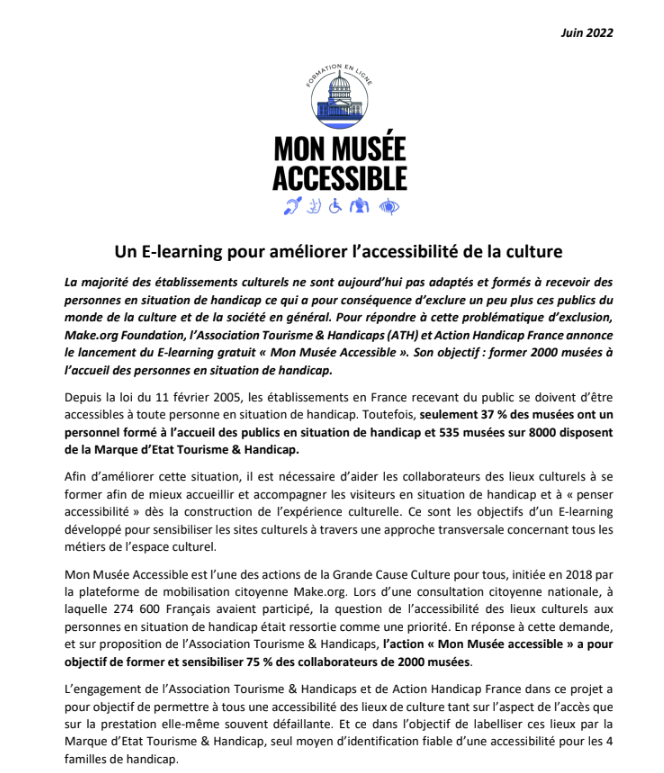 Juin 2022
FORMATION EN LIGNE
MON MUSÉE
ACCESSIBLE
Un E-learning pour améliorer l’accessibilité de la culture
La majorité des établissements culturels ne sont aujourd’hui pas adaptés et formés à recevoir des
personnes en situation de handicap ce qui a pour conséquence d’exclure un peu plus ces publics du
monde de la culture et de la société en général. Pour répondre à cette problématique d’exclusion,
Make.org Foundation, l’Association Tourisme & Handicaps (ATH) et Action Handicap France annonce
le lancement du E-learning gratuit « Mon Musée Accessible ». Son objectif : former 2000 musées à
l’accueil des personnes en situation de handicap.
Depuis la loi du 11 février 2005, les établissements en France recevant du public se doivent d’être
accessibles à toute personne en situation de handicap. Toutefois, seulement 37 % des musées ont un
personnel formé à l’accueil des publics en situation de handicap et 535 musées sur 8000 disposent
de la Marque d’Etat Tourisme & Handicap.
Afin d’améliorer cette situation, il est nécessaire d’aider les collaborateurs des lieux culturels à se
former afin de mieux accueillir et accompagner les visiteurs en situation de handicap et à « penser
accessibilité » dès la construction de l’expérience culturelle. Ce sont les objectifs d’un E-learning
développé pour sensibiliser les sites culturels à travers une approche transversale concernant tous les
métiers de l’espace culturel.
Mon Musée Accessible est l’une des actions de la Grande Cause Culture pour tous, initiée en 2018 par
la plateforme de mobilisation citoyenne Make.org. Lors d’une consultation citoyenne nationale, à
laquelle 274 600 Français avaient participé, la question de l’accessibilité des lieux culturels aux
personnes en situation de handicap était ressortie comme une priorité. En réponse à cette demande,
et sur proposition de l’Association Tourisme & Handicaps, l’action « Mon Musée accessible » a pour
objectif de former et sensibiliser 75 % des collaborateurs de 2000 musées.
L’engagement de l’Association Tourisme & Handicaps et de Action Handicap France dans ce projet a
pour objectif de permettre à tous une accessibilité des lieux de culture tant sur l’aspect de l’accès que
sur la prestation elle-même souvent défaillante. Et ce dans l’objectif de labelliser ces lieux par la
Marque d’Etat Tourisme & Handicap, seul moyen d’identification fiable d’une accessibilité pour les 4
familles de handicap.